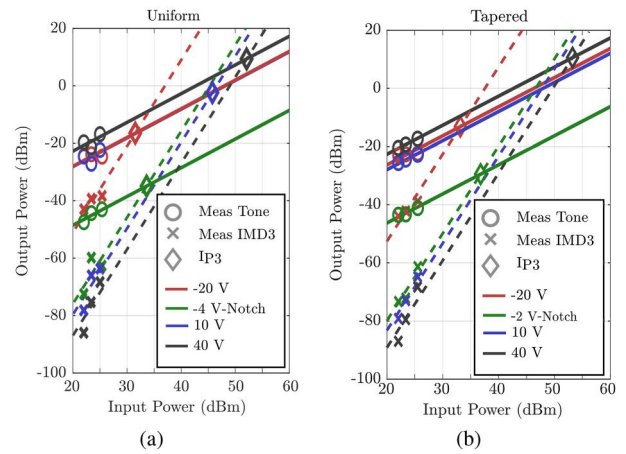 Uniform
20
0
-20
-40
-60
-80
-100
20
30
40
50
60
Output Power (dBm)
Input Power (dBm)
Meas Tone
Meas IMD3
IP3
-20 V
-4 V-Notch
10 V
40 V
(a)
Tapered
20
0
-20
-40
-60
-80
-100
20
30
40
50
60
Output Power (dBm)
Input Power (dBm)
Meas Tone
Meas IMD3
IP3
-20 V
-2 V-Notch
10 V
40 V
(b)